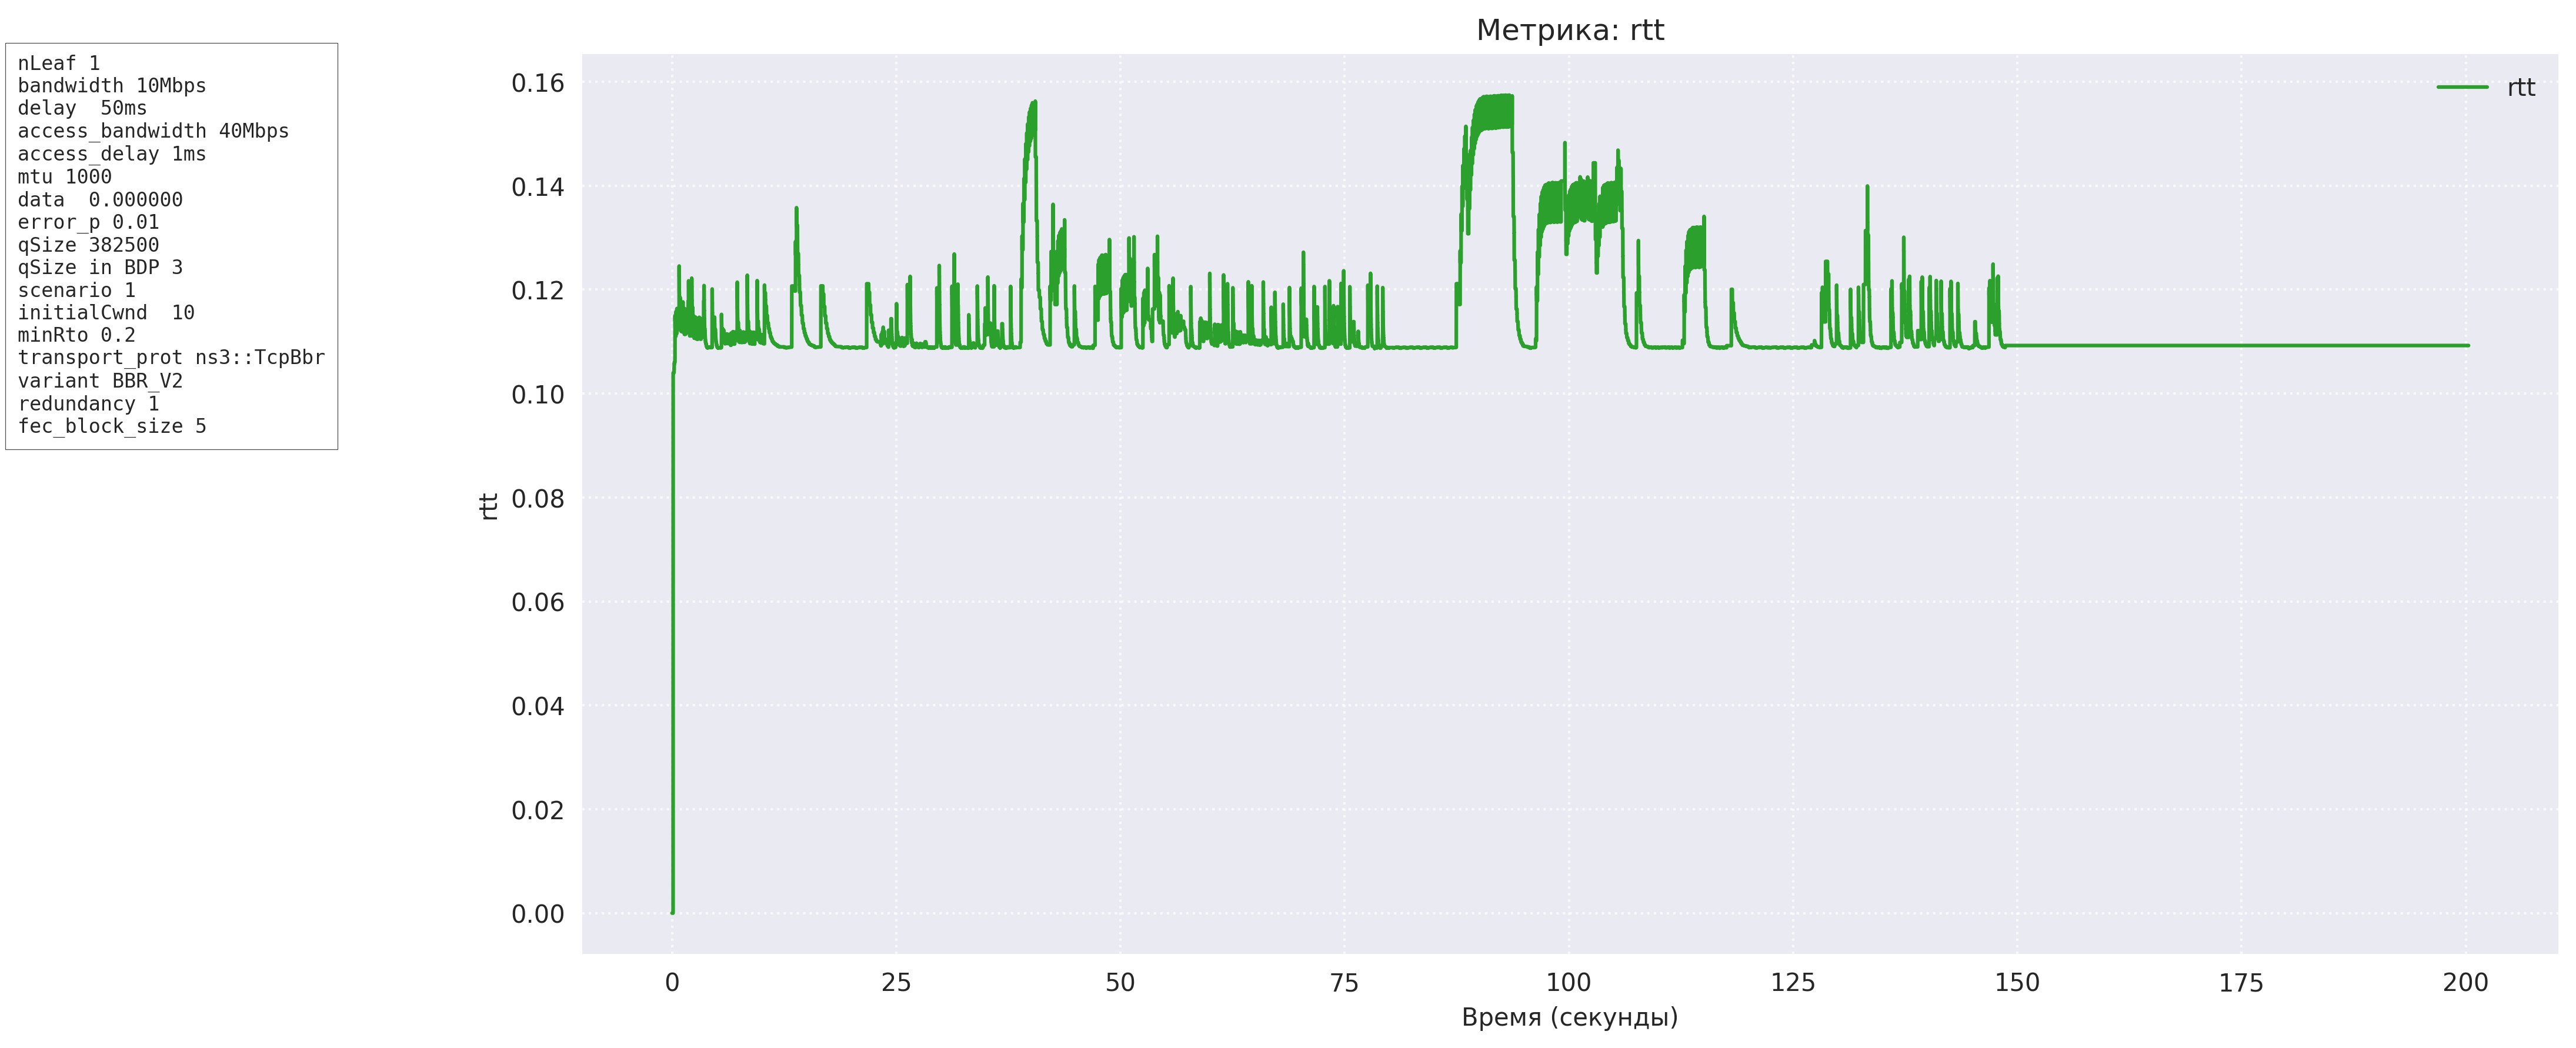 Метрика: rtt
nLeaf 1
bandwidth 10Mbps
delay  50ms
access_bandwidth 40Mbps
access_delay 1ms
mtu 1000
data  0.000000
error_p 0.01
qSize 382500
qSize in BDP 3
scenario 1
initialCwnd  10
minRto 0.2
transport_prot ns3::TcpBbr
variant BBR_V2
redundancy 1
fec_block_size 5
rtt
0.16
0.14
0.12
0.10
0.08
0.06
0.04
0.02
0.00
rtt
0 25 50 75 100 125 150 175 200
Время (секунды)